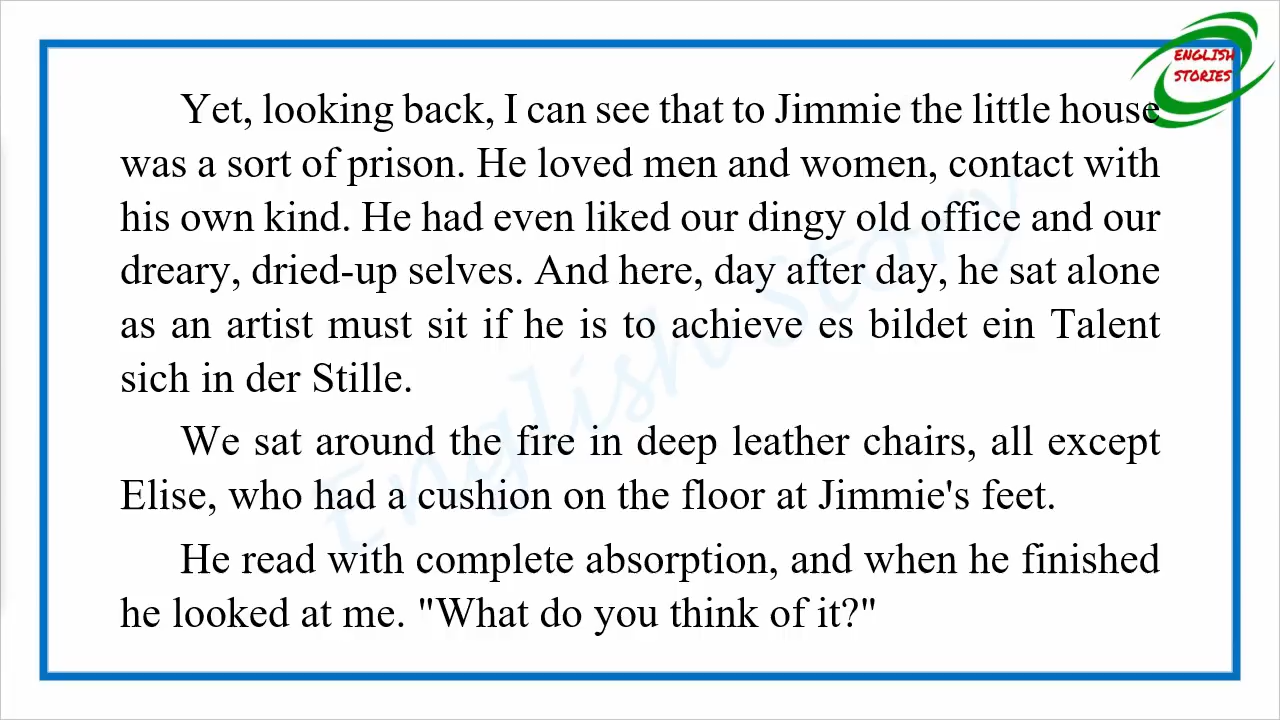 ENGLISH
STORIES
Yet, looking back, I can see that to Jimmie the little house
was a sort of prison. He loved men and women, contact with
his own kind. He had even liked our dingy old office and our
dreary, dried-up selves. And here, day after day, he sat alone
as an artist must sit if he is to achieve es bildet ein Talent
sich in der Stille.
We sat around the fire in deep leather chairs, all except
Elise, who had a cushion on the floor at Jimmie's feet.
He read with complete absorption, and when he finished
he looked at me. "What do you think of it?"
English Story